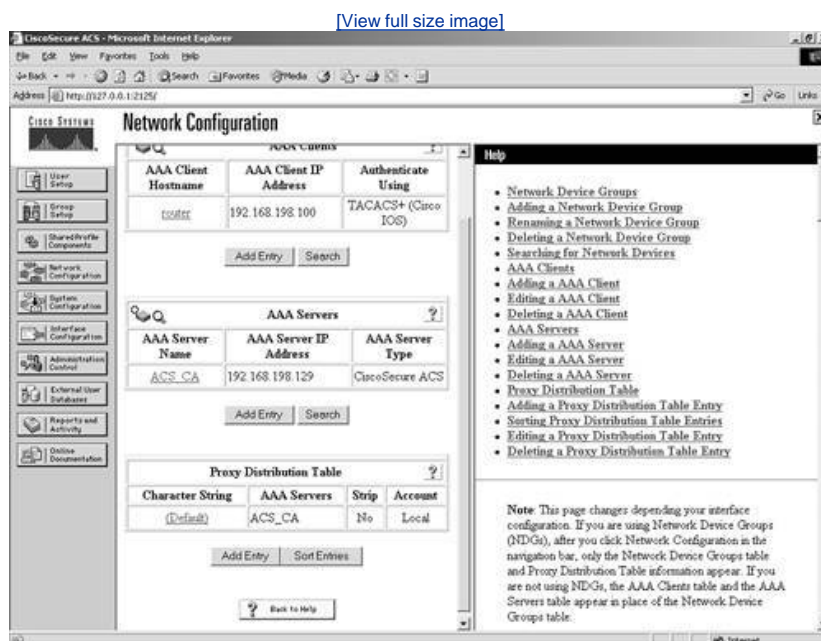 [View full size image]
CiscoSecure ACS - Microsoft Internet Explorer
File Edit View Favorites Tools Help
Back Search Favorites Media
Address http://127.0.0.1:2125/ Go Links
CISCO SYSTEMS
Network Configuration
User Setup
Group Setup
Shared Profile Components
Network Configuration
System Configuration
Interface Configuration
Administration Control
External User Databases
Reports and Activity
Online Documentation
AAA Clients ?
AAA Client Hostname AAA Client IP Address Authenticate Using
router 192.168.198.100 TACACS+ (Cisco IOS)
Add Entry Search
AAA Servers ?
AAA Server Name AAA Server IP Address AAA Server Type
ACS_CA 192.168.198.129 CiscoSecure ACS
Add Entry Search
Proxy Distribution Table ?
Character String AAA Servers Strip Account
(Default) ACS_CA No Local
Add Entry Sort Entries
? Back to Help
Help
• Network Device Groups
• Adding a Network Device Group
• Renaming a Network Device Group
• Deleting a Network Device Group
• Searching for Network Devices
• AAA Clients
• Adding a AAA Client
• Editing a AAA Client
• Deleting a AAA Client
• AAA Servers
• Adding a AAA Server
• Editing a AAA Server
• Deleting a AAA Server
• Proxy Distribution Table
• Adding a Proxy Distribution Table Entry
• Sorting Proxy Distribution Table Entries
• Editing a Proxy Distribution Table Entry
• Deleting a Proxy Distribution Table Entry
Note: This page changes depending your interface
configuration. If you are using Network Device Groups
(NDGs), after you click Network Configuration in the
navigation bar, only the Network Device Groups table
and Proxy Distribution Table information appear. If you
are not using NDGs, the AAA Clients table and the AAA
Servers table appear in place of the Network Device
Groups table.
Internet